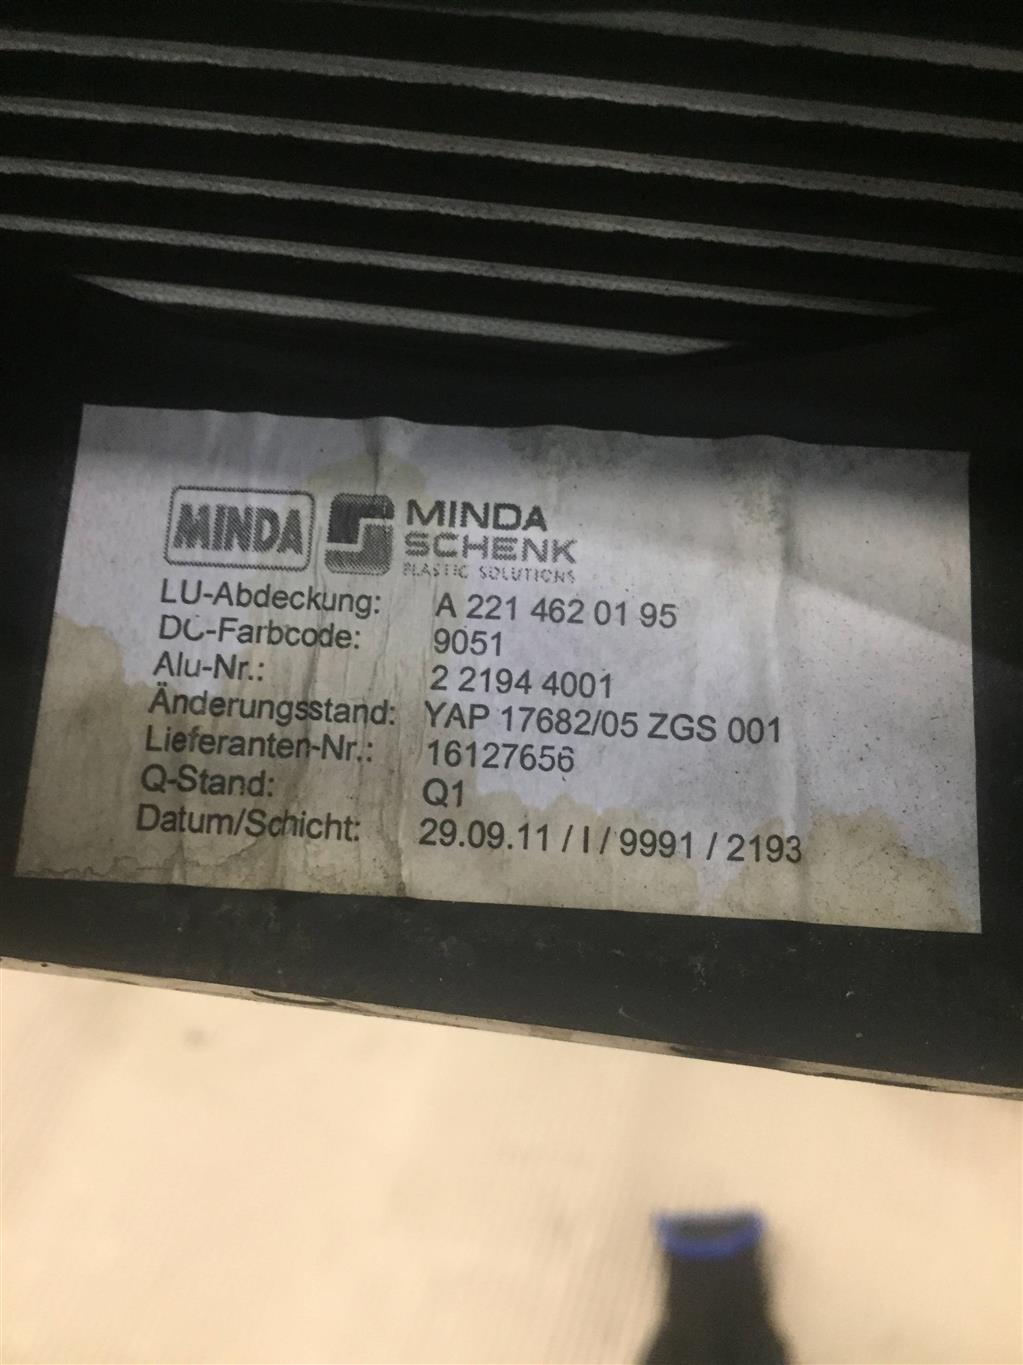 MINDA
MINDA
SCHENK
PLASTIC SOLUTIONS
LU-Abdeckung: A 221 462 01 95
DC-Farbcode: 9051
Alu-Nr.: 2 2194 4001
Änderungsstand: YAP 17682/05 ZGS 001
Lieferanten-Nr.: 16127656
Q-Stand: Q1
Datum/Schicht: 29.09.11 / I / 9991 / 2193